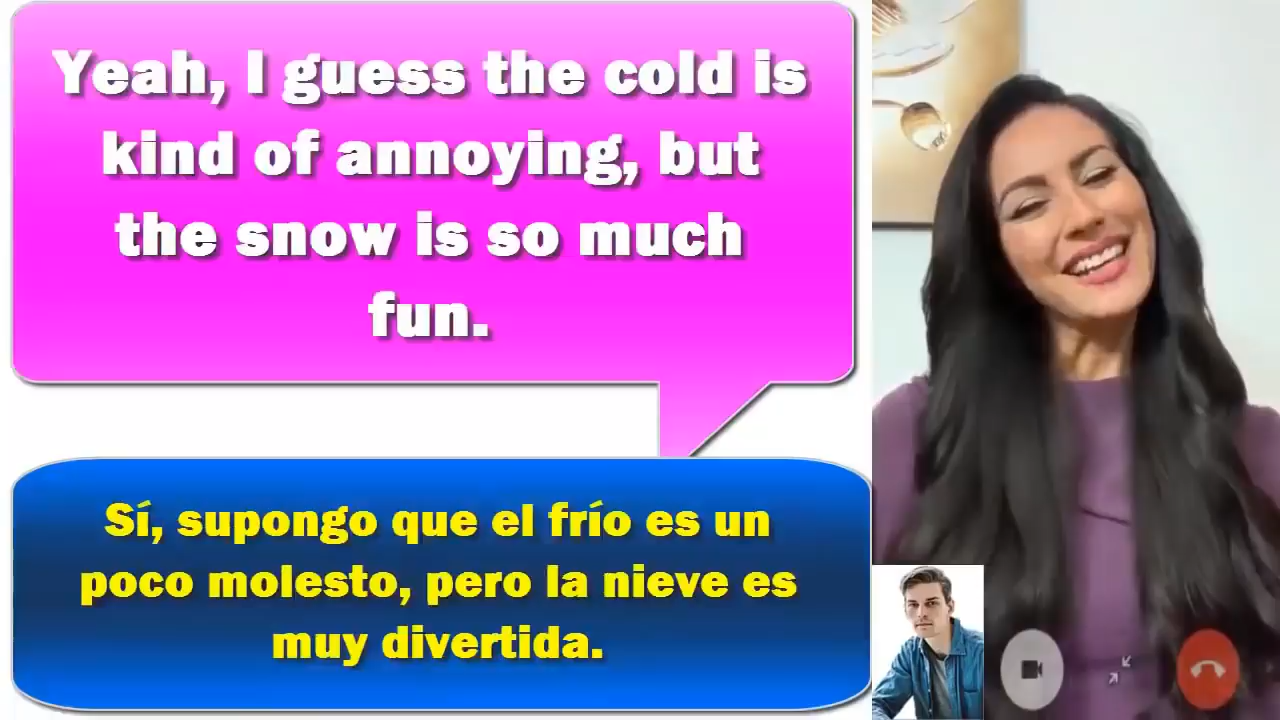 Yeah, I guess the cold is
kind of annoying, but
the snow is so much
fun.
Sí, supongo que el frío es un
poco molesto, pero la nieve es
muy divertida.